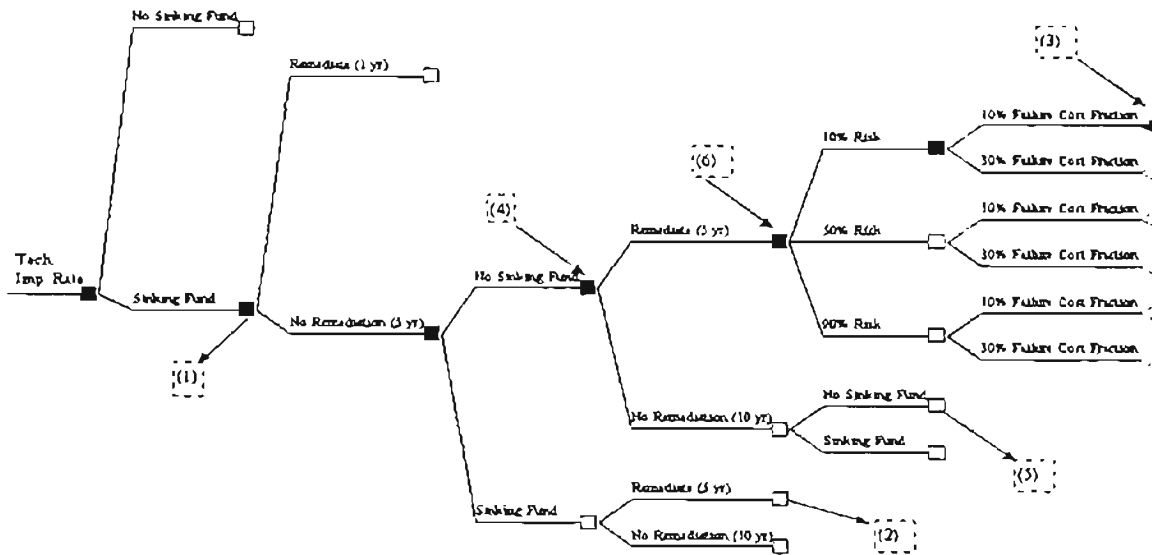 No Sinking Fund
(3)
Remediate (1 yr)
10% Failure Cost Fraction
10% Risk
(6)
30% Failure Cost Fraction
(4)
10% Failure Cost Fraction
Remediate (5 yr)
50% Risk
Tech.
Imp Rate
30% Failure Cost Fraction
No Sinking Fund
Sinking Fund
10% Failure Cost Fraction
No Remediation (5 yr)
90% Risk
30% Failure Cost Fraction
(1)
No Sinking Fund
No Remediation (10 yr)
Sinking Fund
(5)
Remediate (5 yr)
Sinking Fund
(2)
No Remediation (10 yr)